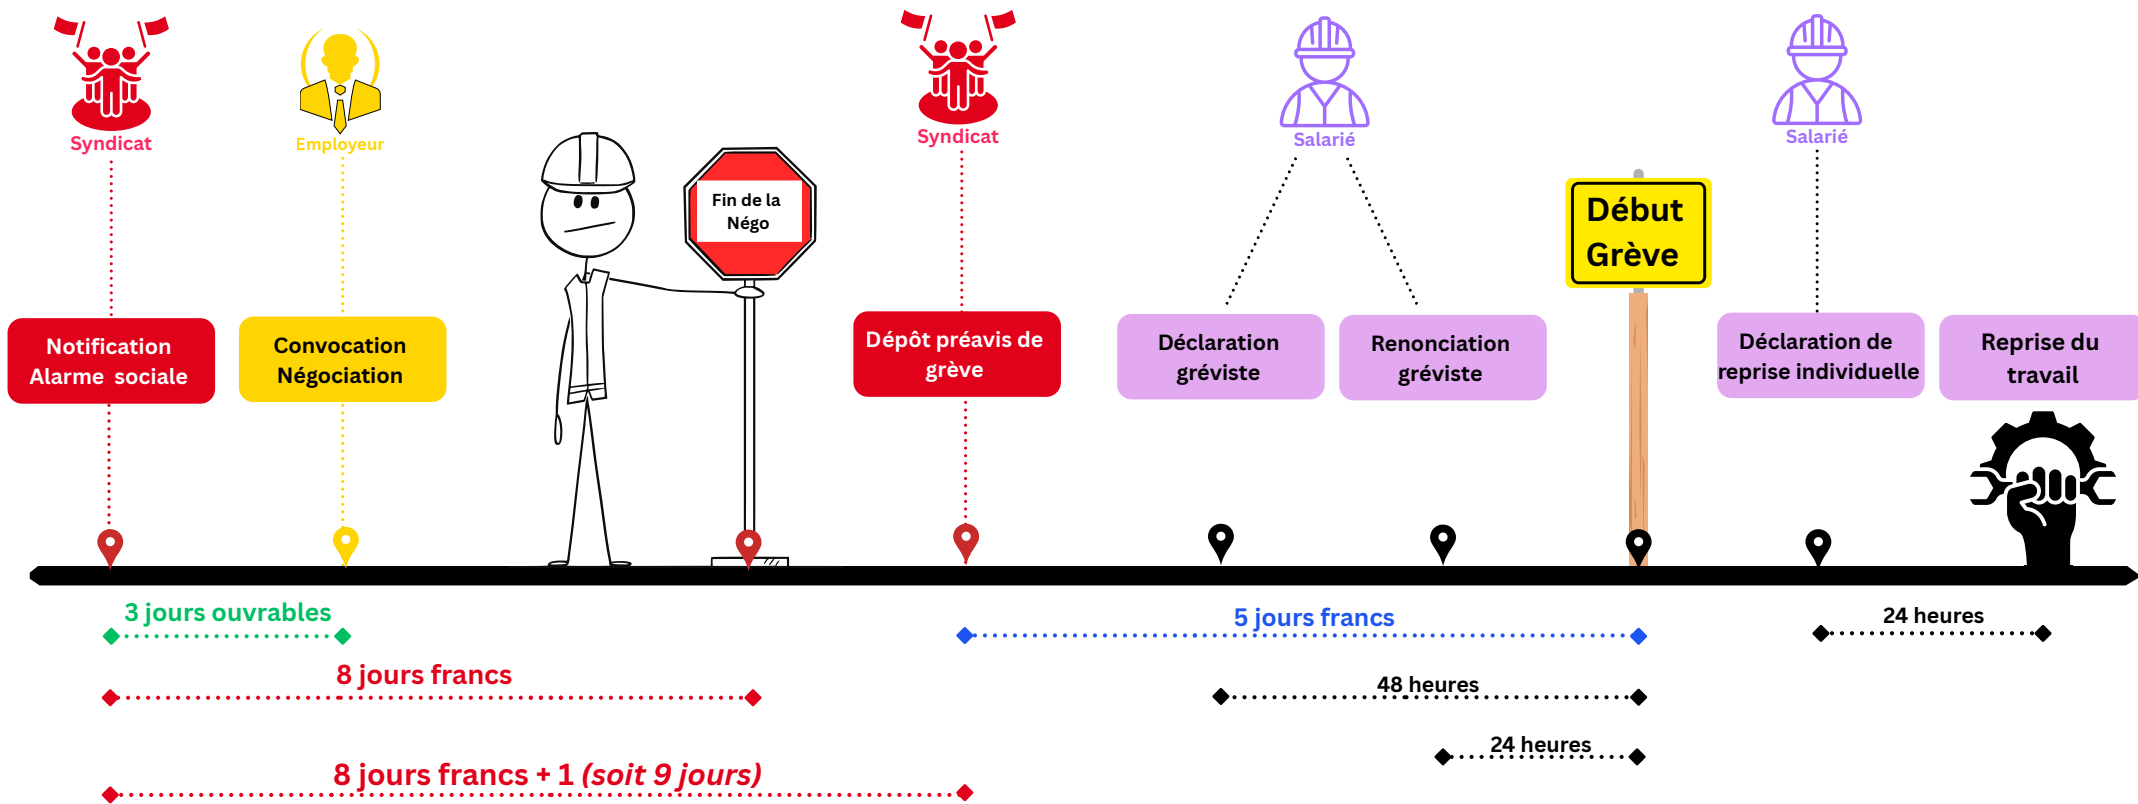 Syndicat
Employeur
Syndicat
Salarié
Salarié
Fin de la
Négo
Début
Grève
Notification
Alarme sociale
Convocation
Négociation
Dépôt préavis de
grève
Déclaration
gréviste
Renonciation
gréviste
Déclaration de
reprise individuelle
Reprise du
travail
3 jours ouvrables
5 jours francs
24 heures
8 jours francs
48 heures
24 heures
8 jours francs + 1 (soit 9 jours)